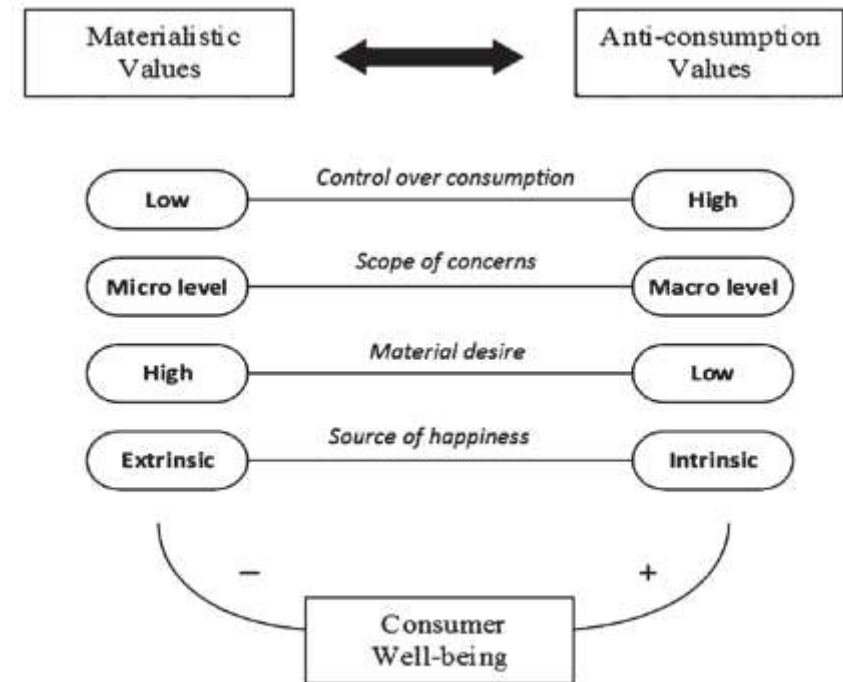 Materialistic
Values
Anti-consumption
Values
Control over consumption
Low
High
Scope of concerns
Micro level
Macro level
Material desire
High
Low
Source of happiness
Extrinsic
Intrinsic
–
+
Consumer
Well-being